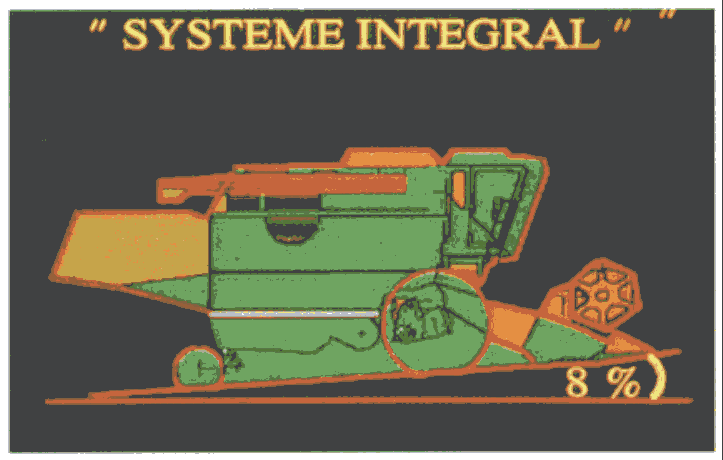 " SYSTEME INTEGRAL " "
8 %